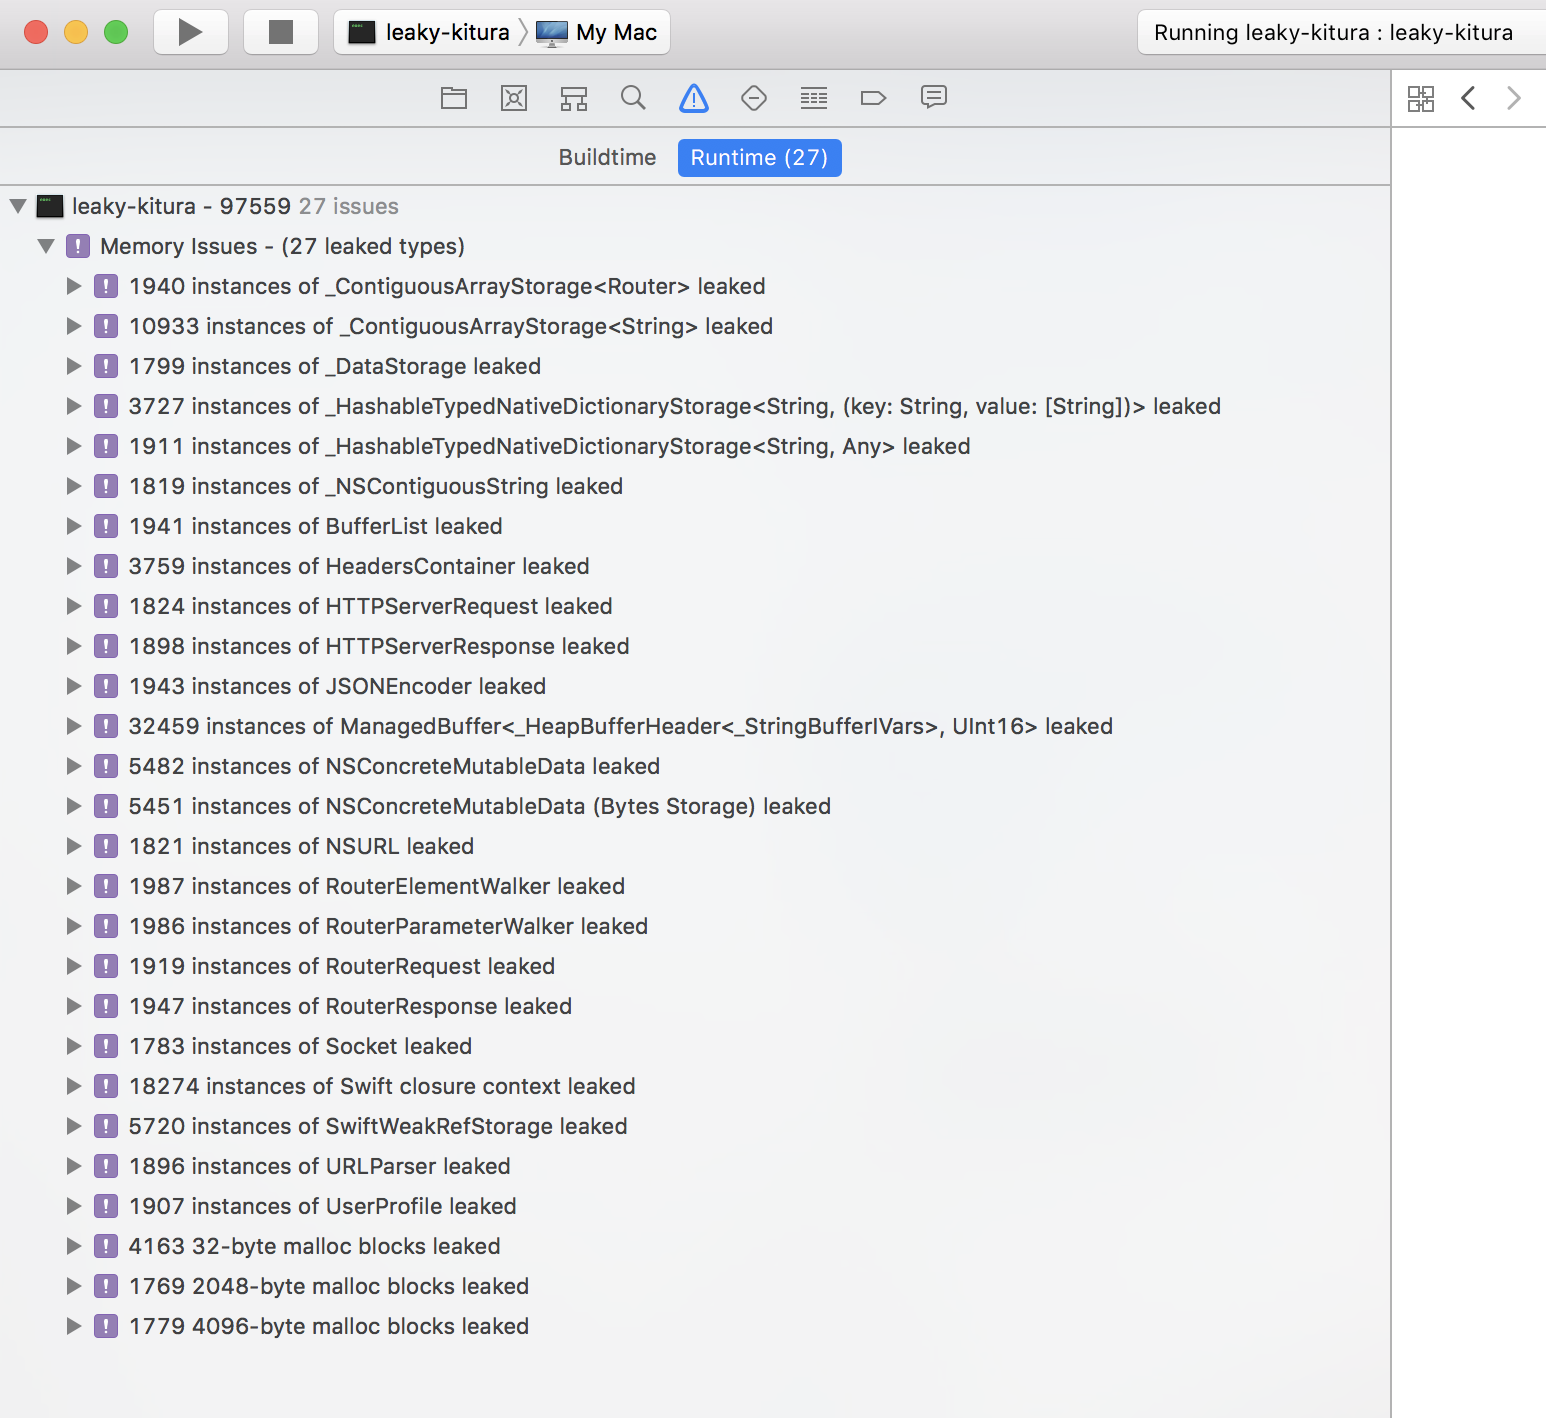 leaky-kitura My Mac
Running leaky-kitura : leaky-kitura
Buildtime Runtime (27)
leaky-kitura - 97559 27 issues
Memory Issues - (27 leaked types)
1940 instances of _ContiguousArrayStorage<Router> leaked
10933 instances of _ContiguousArrayStorage<String> leaked
1799 instances of _DataStorage leaked
3727 instances of _HashableTypedNativeDictionaryStorage<String, (key: String, value: [String])> leaked
1911 instances of _HashableTypedNativeDictionaryStorage<String, Any> leaked
1819 instances of _NSContiguousString leaked
1941 instances of BufferList leaked
3759 instances of HeadersContainer leaked
1824 instances of HTTPServerRequest leaked
1898 instances of HTTPServerResponse leaked
1943 instances of JSONEncoder leaked
32459 instances of ManagedBuffer<_HeapBufferHeader<_StringBufferIVars>, UInt16> leaked
5482 instances of NSConcreteMutableData leaked
5451 instances of NSConcreteMutableData (Bytes Storage) leaked
1821 instances of NSURL leaked
1987 instances of RouterElementWalker leaked
1986 instances of RouterParameterWalker leaked
1919 instances of RouterRequest leaked
1947 instances of RouterResponse leaked
1783 instances of Socket leaked
18274 instances of Swift closure context leaked
5720 instances of SwiftWeakRefStorage leaked
1896 instances of URLParser leaked
1907 instances of UserProfile leaked
4163 32-byte malloc blocks leaked
1769 2048-byte malloc blocks leaked
1779 4096-byte malloc blocks leaked